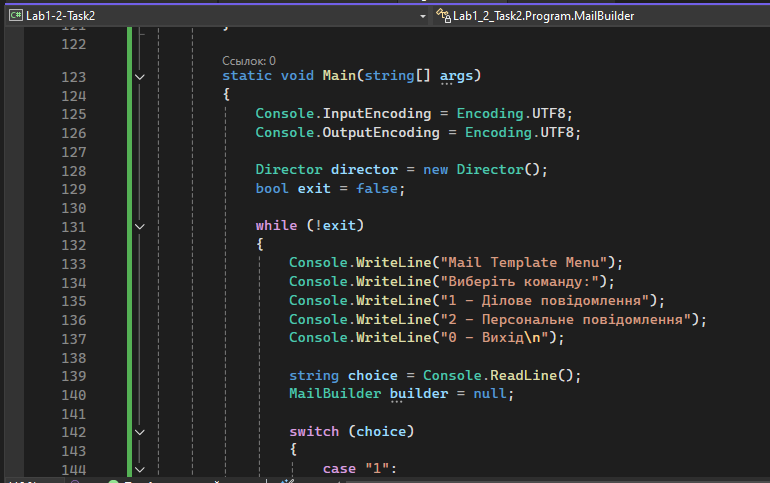 Lab1-2-Task2 Lab1_2_Task2.Program.MailBuilder
122
Ссылок: 0
123 static void Main(string[] args)
124 {
125 Console.InputEncoding = Encoding.UTF8;
126 Console.OutputEncoding = Encoding.UTF8;
127
128 Director director = new Director();
129 bool exit = false;
130
131 while (!exit)
132 {
133 Console.WriteLine("Mail Template Menu");
134 Console.WriteLine("Виберіть команду:");
135 Console.WriteLine("1 - Ділове повідомлення");
136 Console.WriteLine("2 - Персональне повідомлення");
137 Console.WriteLine("0 - Вихід\n");
138
139 string choice = Console.ReadLine();
140 MailBuilder builder = null;
141
142 switch (choice)
143 {
144 case "1":